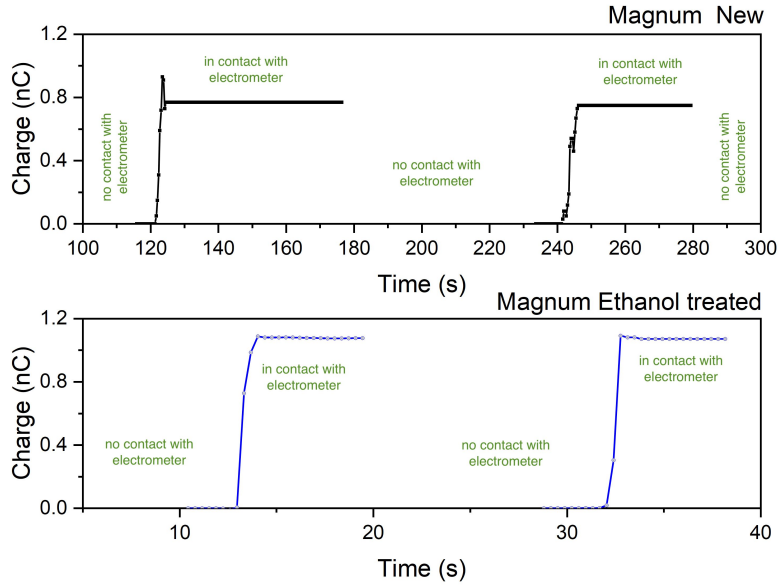 Magnum  New
1.2
0.8
0.4
0.0
Charge (nC)
no contact with
electrometer
in contact with
electrometer
no contact with
electrometer
in contact with
electrometer
no contact with
electrometer
100 120 140 160 180 200 220 240 260 280 300
Time (s)
Magnum Ethanol treated
1.2
0.8
0.4
0.0
Charge (nC)
no contact with
electrometer
in contact with
electrometer
no contact with
electrometer
in contact with
electrometer
10 20 30 40
Time (s)